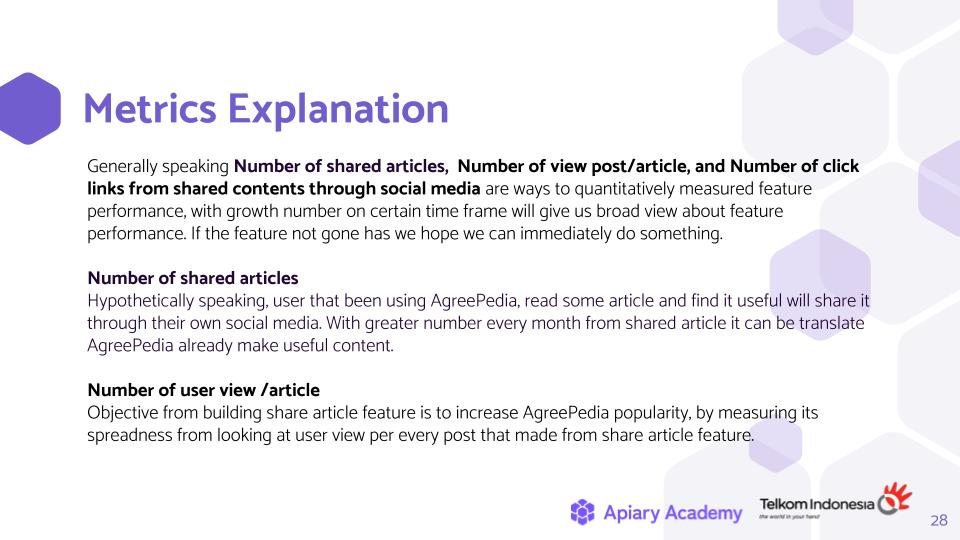 Metrics Explanation
Generally speaking Number of shared articles,  Number of view post/article, and Number of click
links from shared contents through social media are ways to quantitatively measured feature
performance, with growth number on certain time frame will give us broad view about feature
performance. If the feature not gone has we hope we can immediately do something.
Number of shared articles
Hypothetically speaking, user that been using AgreePedia, read some article and find it useful will share it
through their own social media. With greater number every month from shared article it can be translate
AgreePedia already make useful content.
Number of user view /article
Objective from building share article feature is to increase AgreePedia popularity, by measuring its
spreadness from looking at user view per every post that made from share article feature.
Apiary Academy
Telkom Indonesia
the world in your hand
28